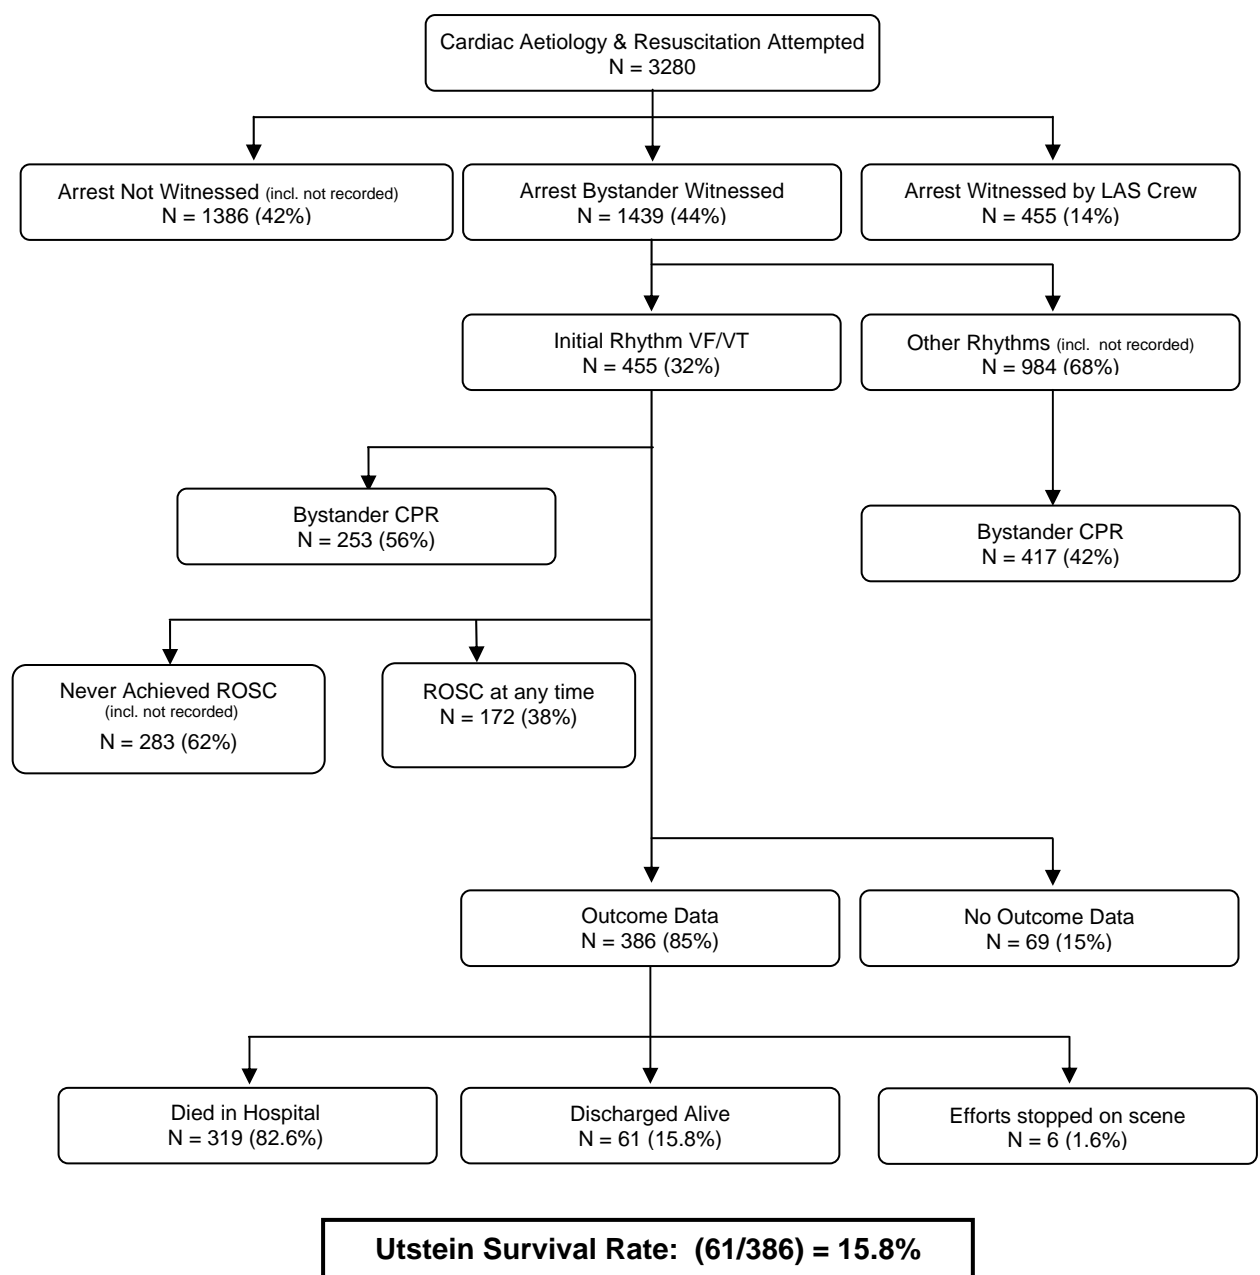 Cardiac Aetiology & Resuscitation Attempted
N = 3280
Arrest Not Witnessed (incl. not recorded)
N = 1386 (42%)
Arrest Bystander Witnessed
N = 1439 (44%)
Arrest Witnessed by LAS Crew
N = 455 (14%)
Initial Rhythm VF/VT
N = 455 (32%)
Other Rhythms (incl. not recorded)
N = 984 (68%)
Bystander CPR
N = 253 (56%)
Bystander CPR
N = 417 (42%)
Never Achieved ROSC
(incl. not recorded)
N = 283 (62%)
ROSC at any time
N = 172 (38%)
Outcome Data
N = 386 (85%)
No Outcome Data
N = 69 (15%)
Died in Hospital
N = 319 (82.6%)
Discharged Alive
N = 61 (15.8%)
Efforts stopped on scene
N = 6 (1.6%)
Utstein Survival Rate: (61/386) = 15.8%